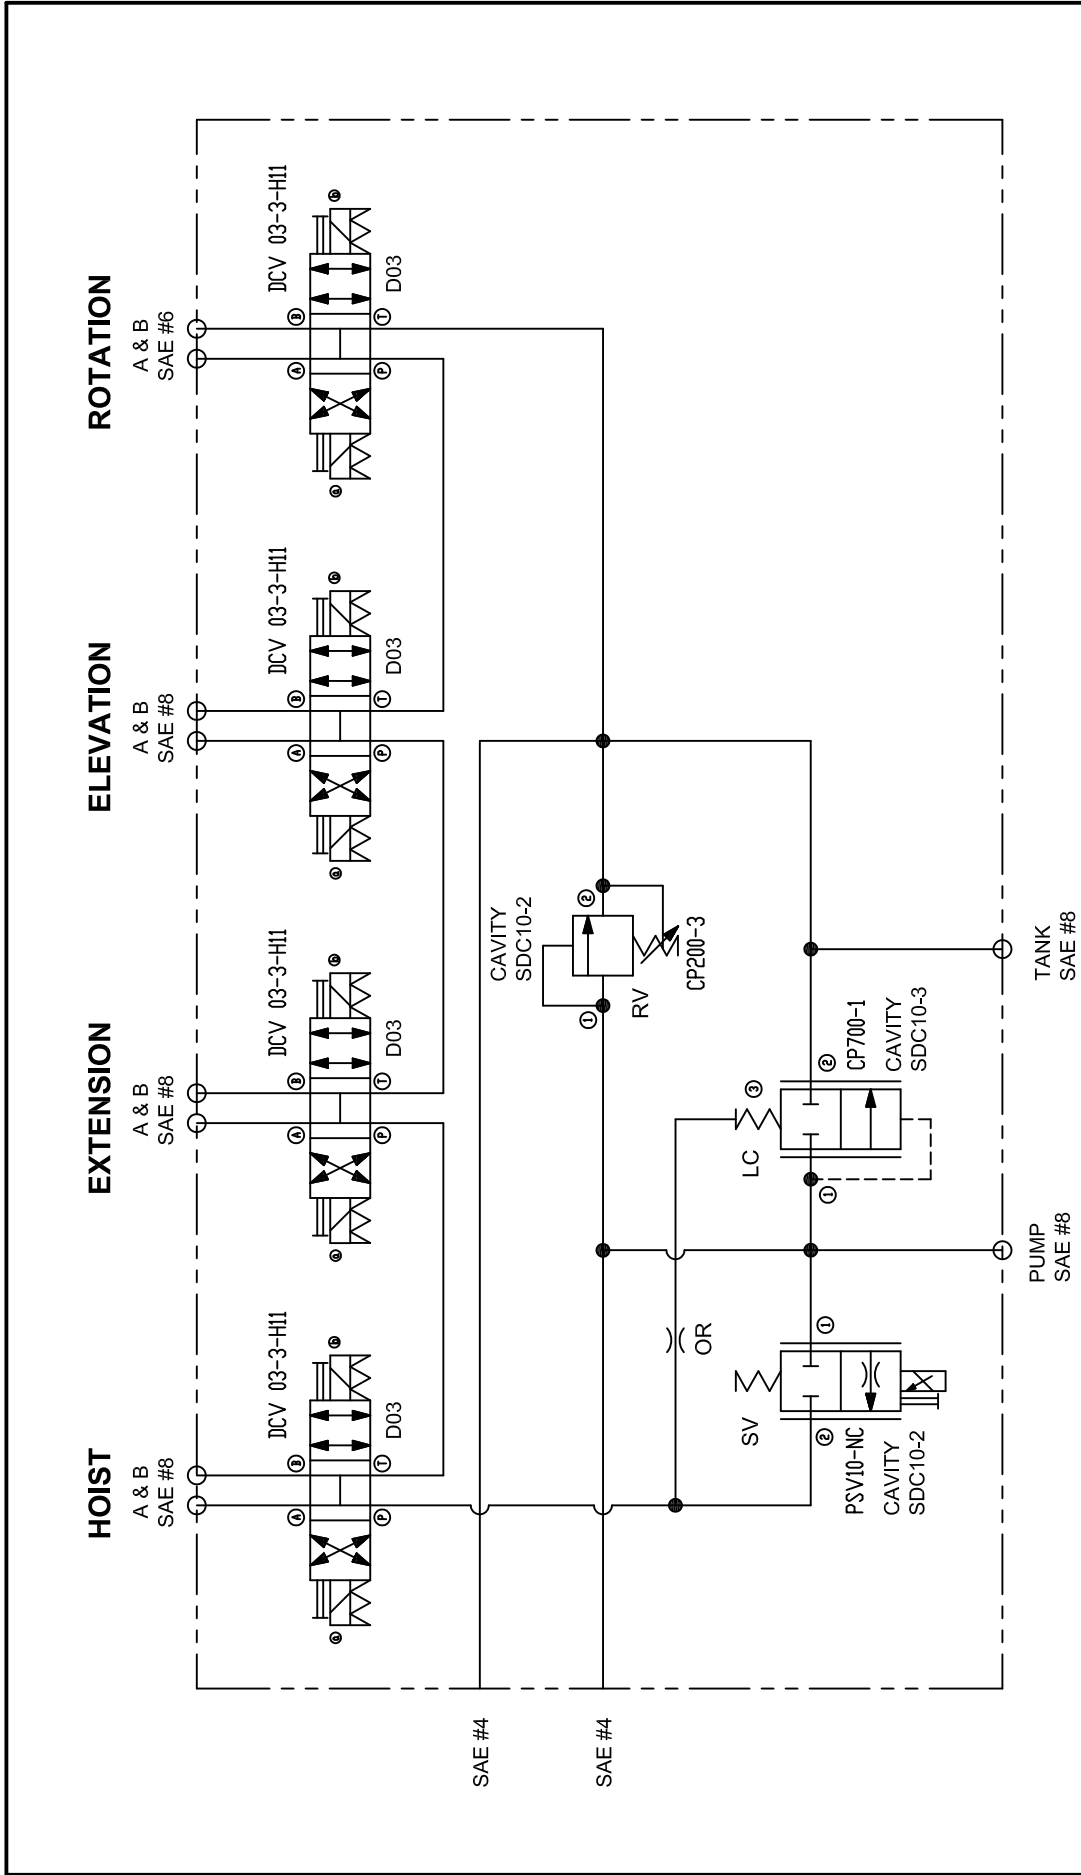 HOIST
A & B
SAE #8
EXTENSION
A & B
SAE #8
ELEVATION
A & B
SAE #8
ROTATION
A & B
SAE #6
DCV 03-3-H11
a
A
B
b
P
T
D03
DCV 03-3-H11
a
A
B
b
P
T
D03
DCV 03-3-H11
a
A
B
b
P
T
D03
DCV 03-3-H11
a
A
B
b
P
T
D03
SAE #4
SAE #4
CAVITY
SDC10-2
1
2
RV
CP200-3
OR
SV
2
1
PSV10-NC
CAVITY
SDC10-2
LC
3
1
2
CP700-1
CAVITY
SDC10-3
PUMP
SAE #8
TANK
SAE #8